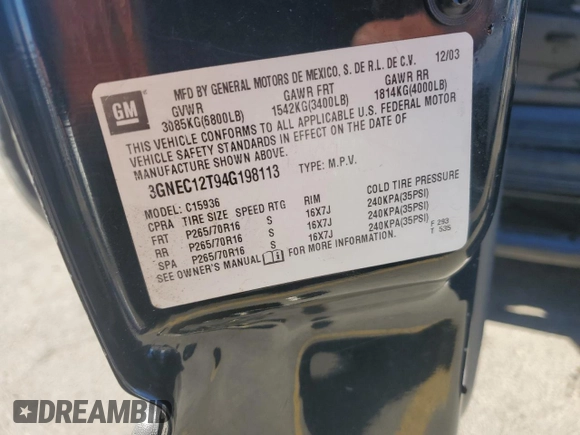 GM
MFD BY GENERAL MOTORS DE MEXICO, S. DE R.L. DE C.V. 12/03
GVWR GAWR FRT GAWR RR
3085KG(6800LB) 1542KG(3400LB) 1814KG(4000LB)
THIS VEHICLE CONFORMS TO ALL APPLICABLE U.S. FEDERAL MOTOR
VEHICLE SAFETY STANDARDS IN EFFECT ON THE DATE OF
MANUFACTURE SHOWN ABOVE.
3GNEC12T94G198113 TYPE: M.P.V.
MODEL: C15936
CPRA TIRE SIZE SPEED RTG RIM COLD TIRE PRESSURE
FRT P265/70R16 S 16X7J 240KPA(35PSI)
RR P265/70R16 S 16X7J 240KPA(35PSI)
SPA P265/70R16 S 16X7J 240KPA(35PSI)
SEE OWNER'S MANUAL FOR MORE INFORMATION. F 293
T 535
DREAMBID